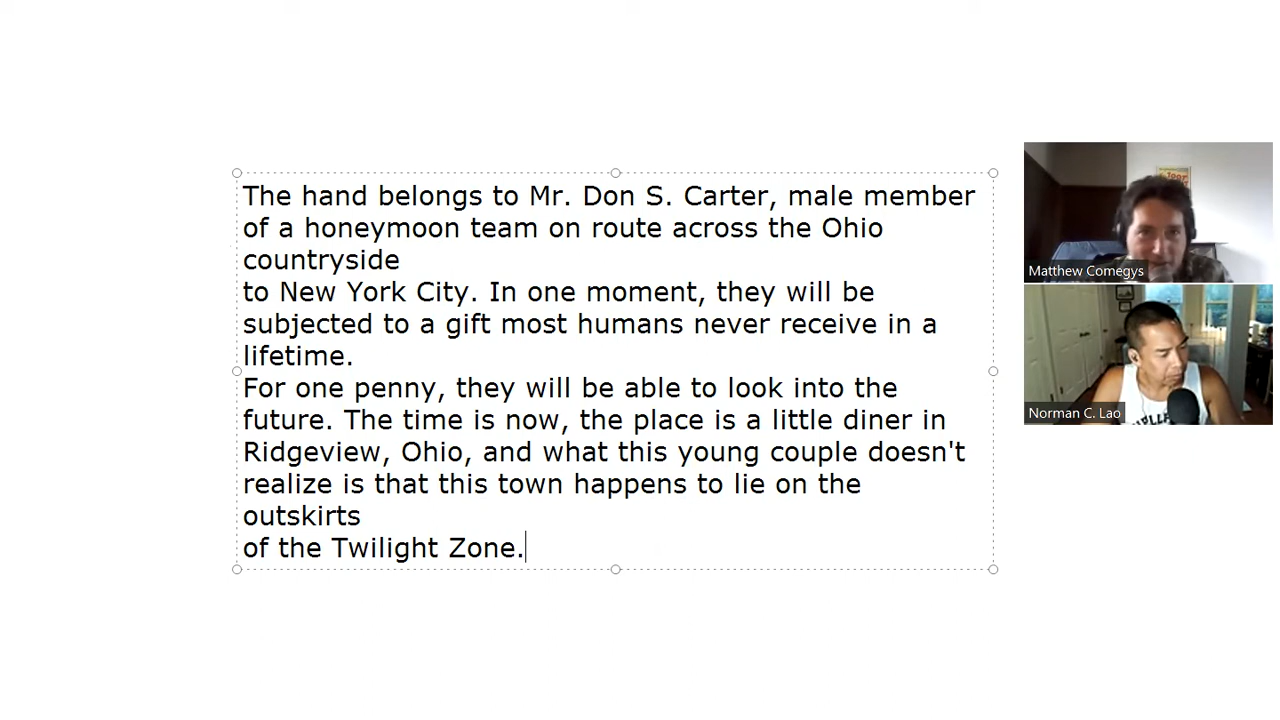 The hand belongs to Mr. Don S. Carter, male member
of a honeymoon team on route across the Ohio
countryside
to New York City. In one moment, they will be
subjected to a gift most humans never receive in a
lifetime.
For one penny, they will be able to look into the
future. The time is now, the place is a little diner in
Ridgeview, Ohio, and what this young couple doesn't
realize is that this town happens to lie on the
outskirts
of the Twilight Zone.
Matthew Comegys
Norman C. Lao